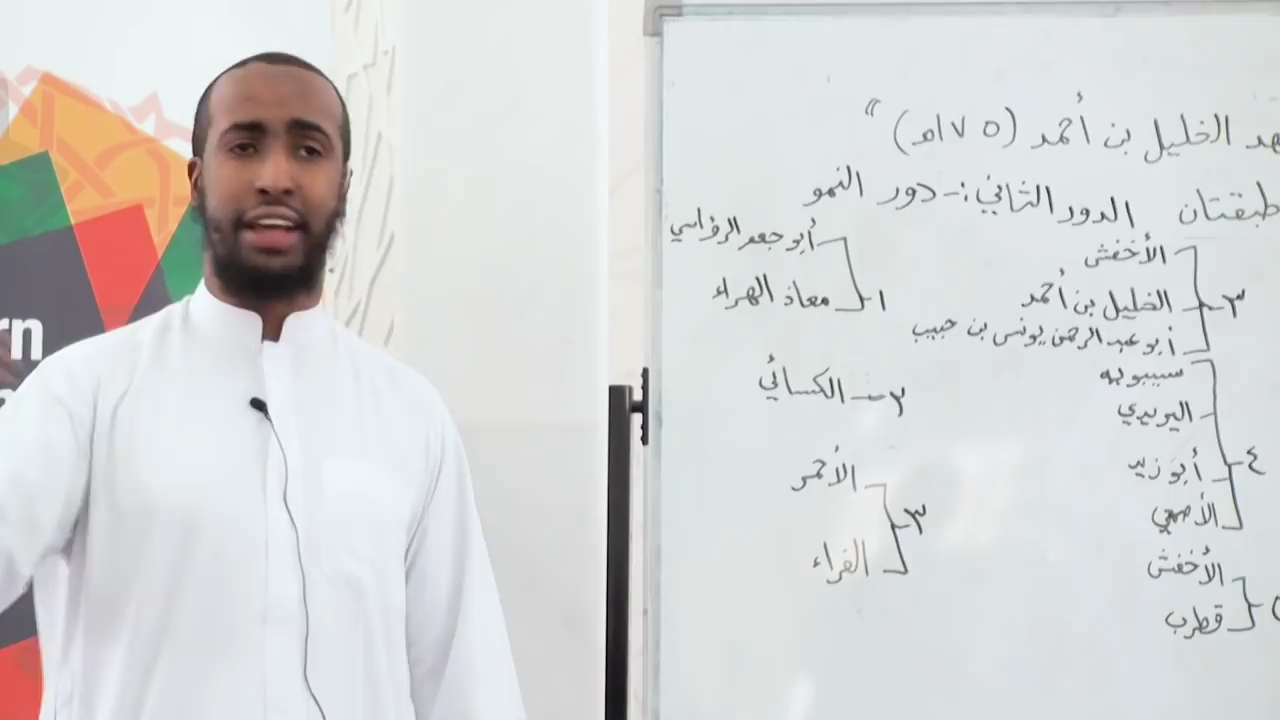 عهد الخليل بن أحمد (١٧٥هـ) "
طبقتان الدور الثاني :- دور النمو
الأخفش
٣
الخليل بن أحمد
أبو عبد الرحمن يونس بن حبيب
سيبويه
اليزيدي
٤
أبو زيد
الأصمعي
الأخفش
قطرب
أبو جعفر الرؤاسي
١
معاذ الهراء
٢ - الكسائي
الأحمر
٣
الفراء
rn